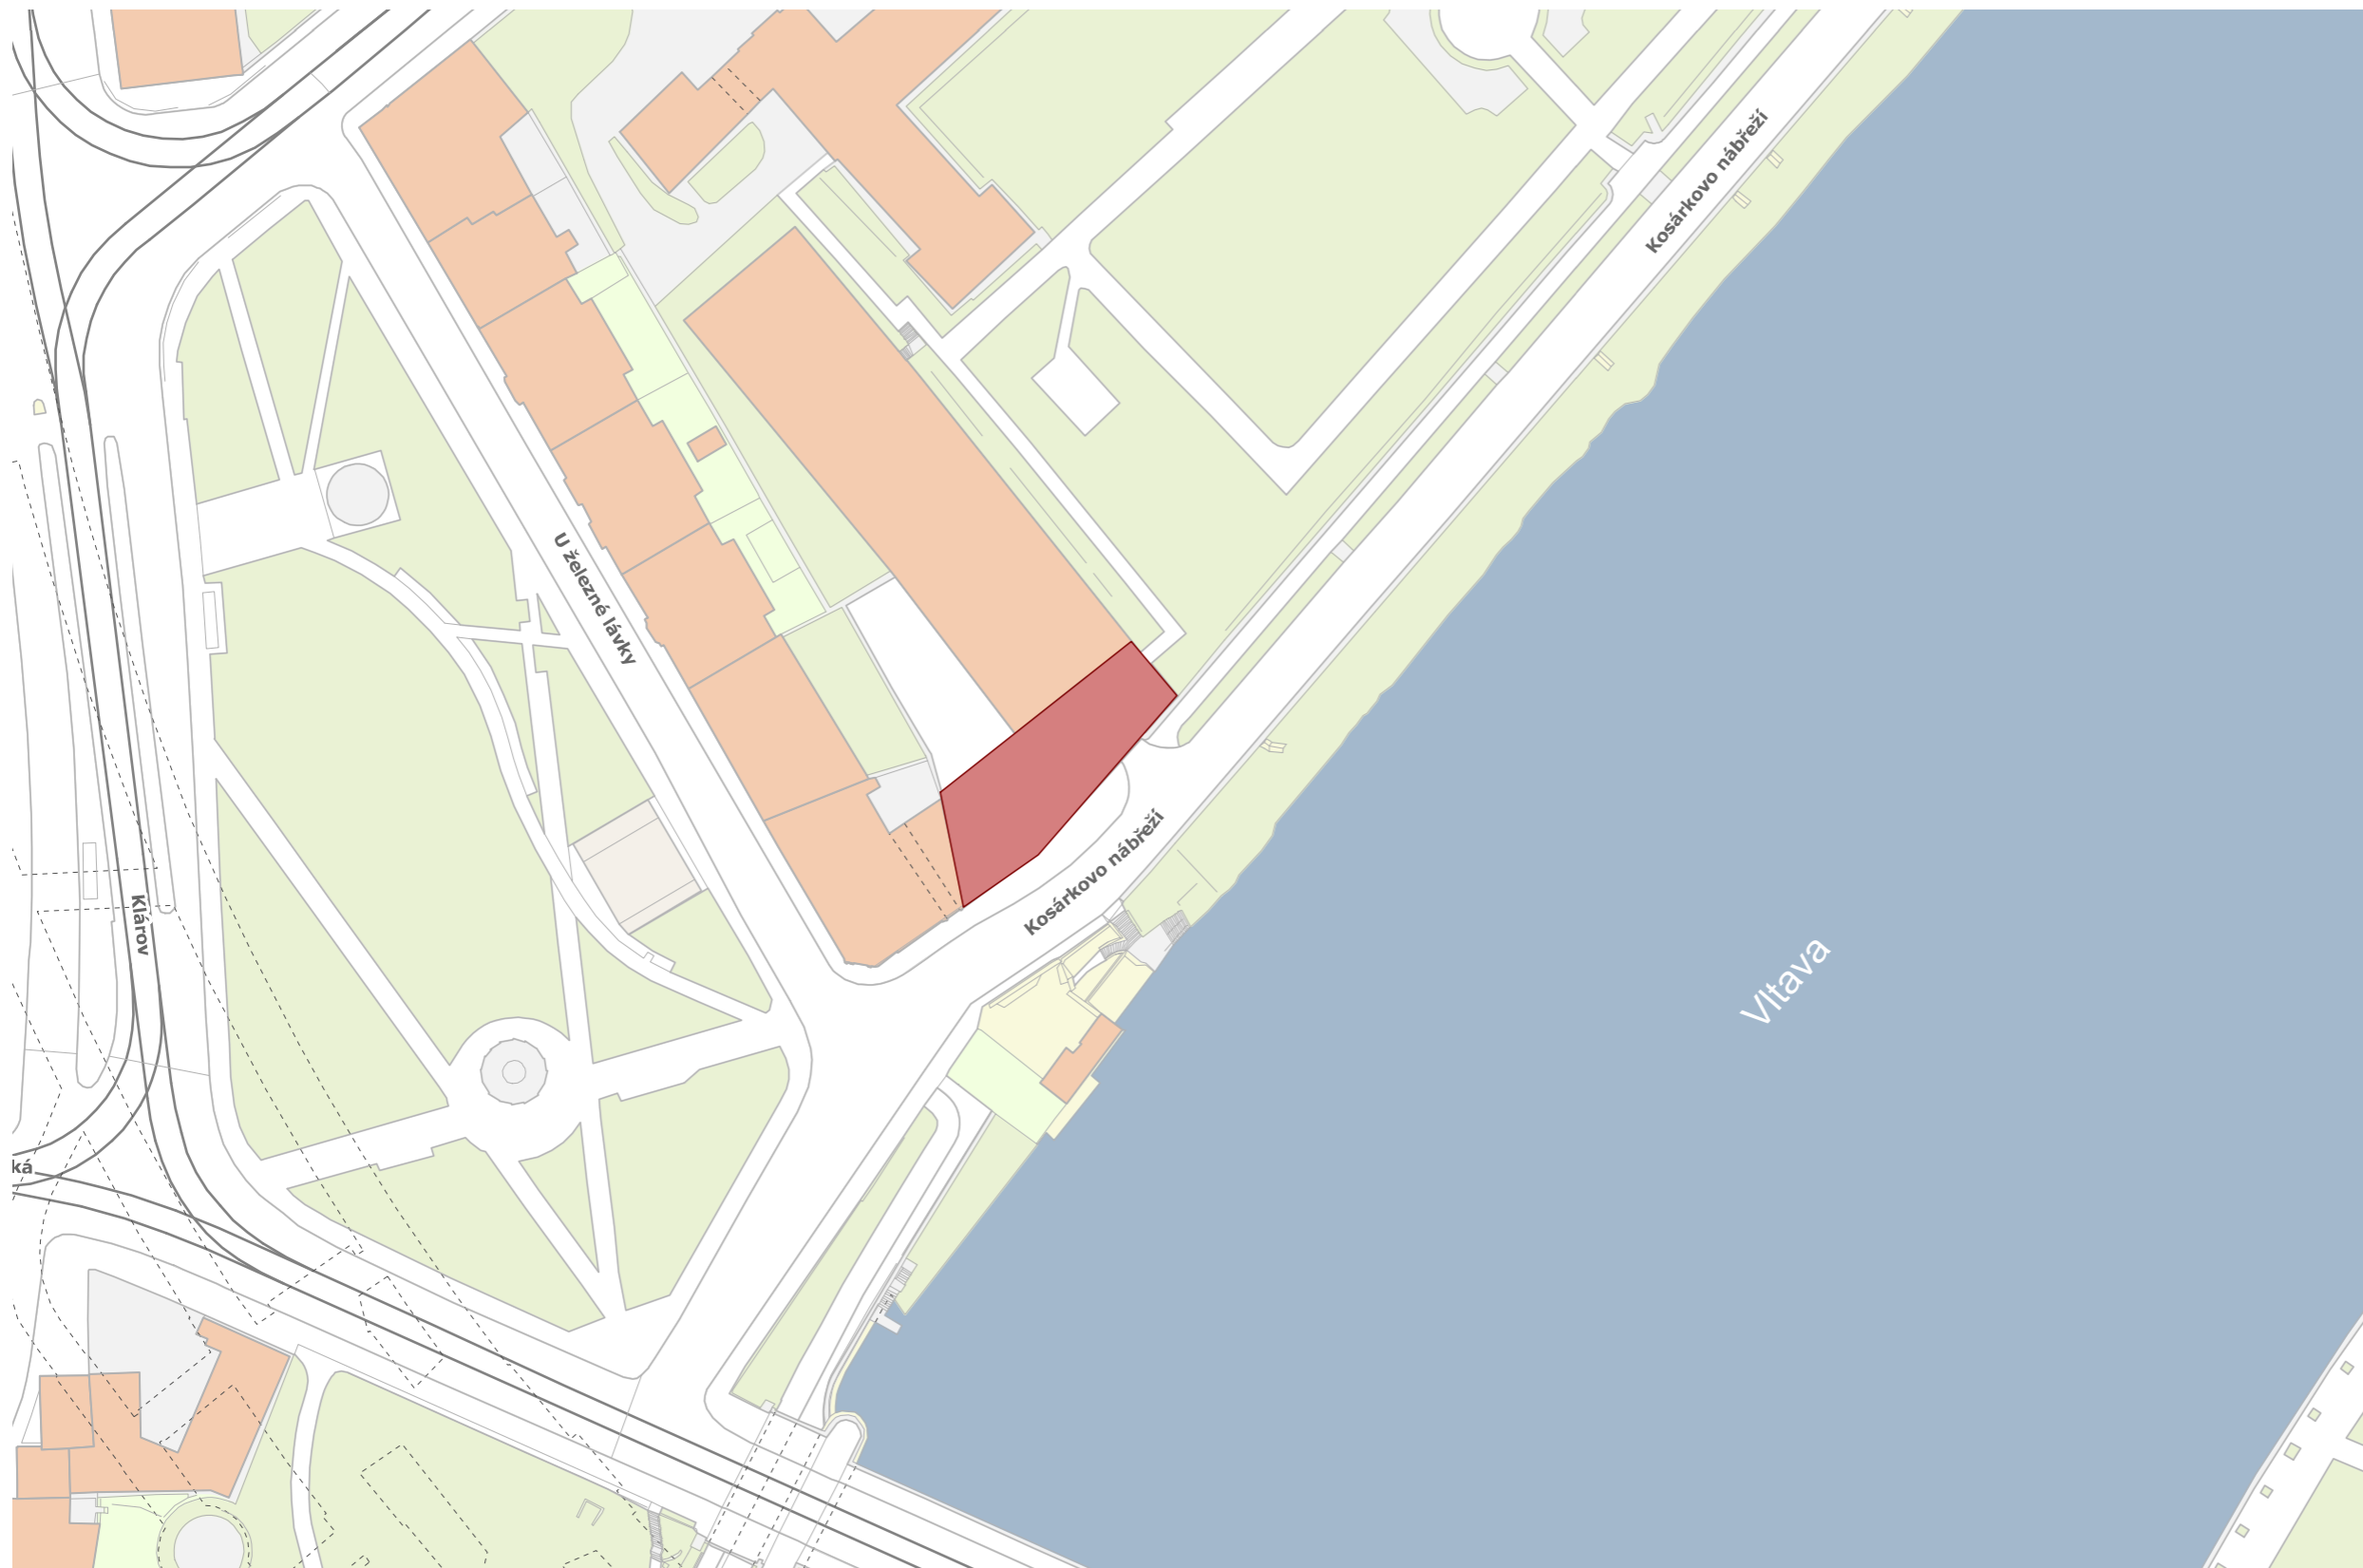 Kosárkovo nábřeží
U železné lávky
Kosárkovo nábřeží
Klárov
Vltava
ká